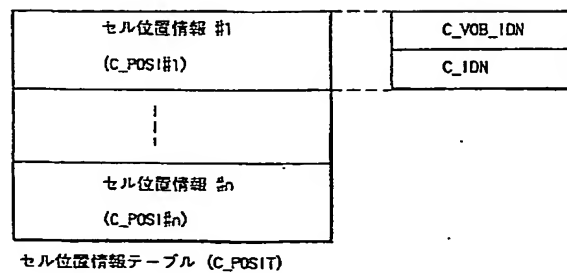 セル位置情報 #1
(C_POSI#1)
C_VOB_IDN
C_IDN
セル位置情報 #n
(C_POSI#n)
セル位置情報テーブル (C_POSIT)